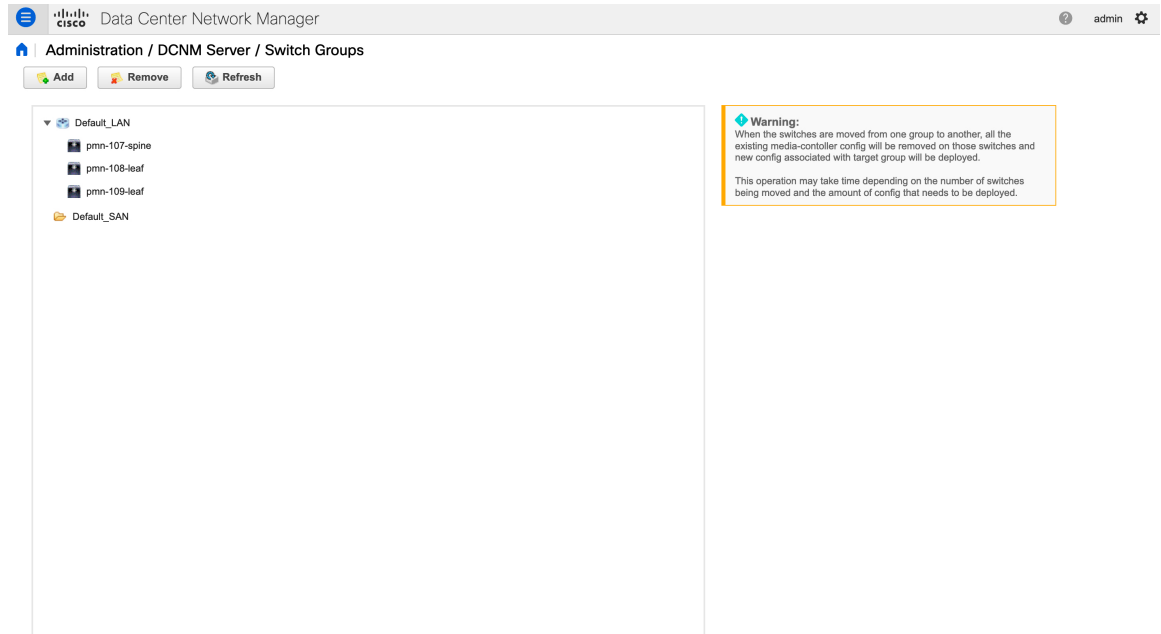 cisco Data Center Network Manager
? admin
Administration / DCNM Server / Switch Groups
Add Remove Refresh
Default_LAN
pmn-107-spine
pmn-108-leaf
pmn-109-leaf
Default_SAN
Warning:
When the switches are moved from one group to another, all the
existing media-contoller config will be removed on those switches and
new config associated with target group will be deployed.
This operation may take time depending on the number of switches
being moved and the amount of config that needs to be deployed.